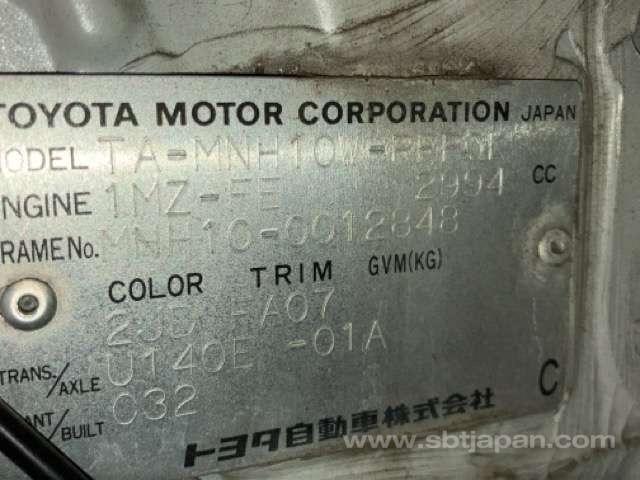 TOYOTA MOTOR CORPORATION JAPAN
MODEL TA-MNH10W-
ENGINE 1MZ-FE 2994 CC
FRAME No. MNH10-0012848
COLOR TRIM GVM(KG)
FA07
TRANS./AXLE U140E -01A
PLANT/BUILT C32 C
トヨタ自動車株式会社
www.sbtjapan.com